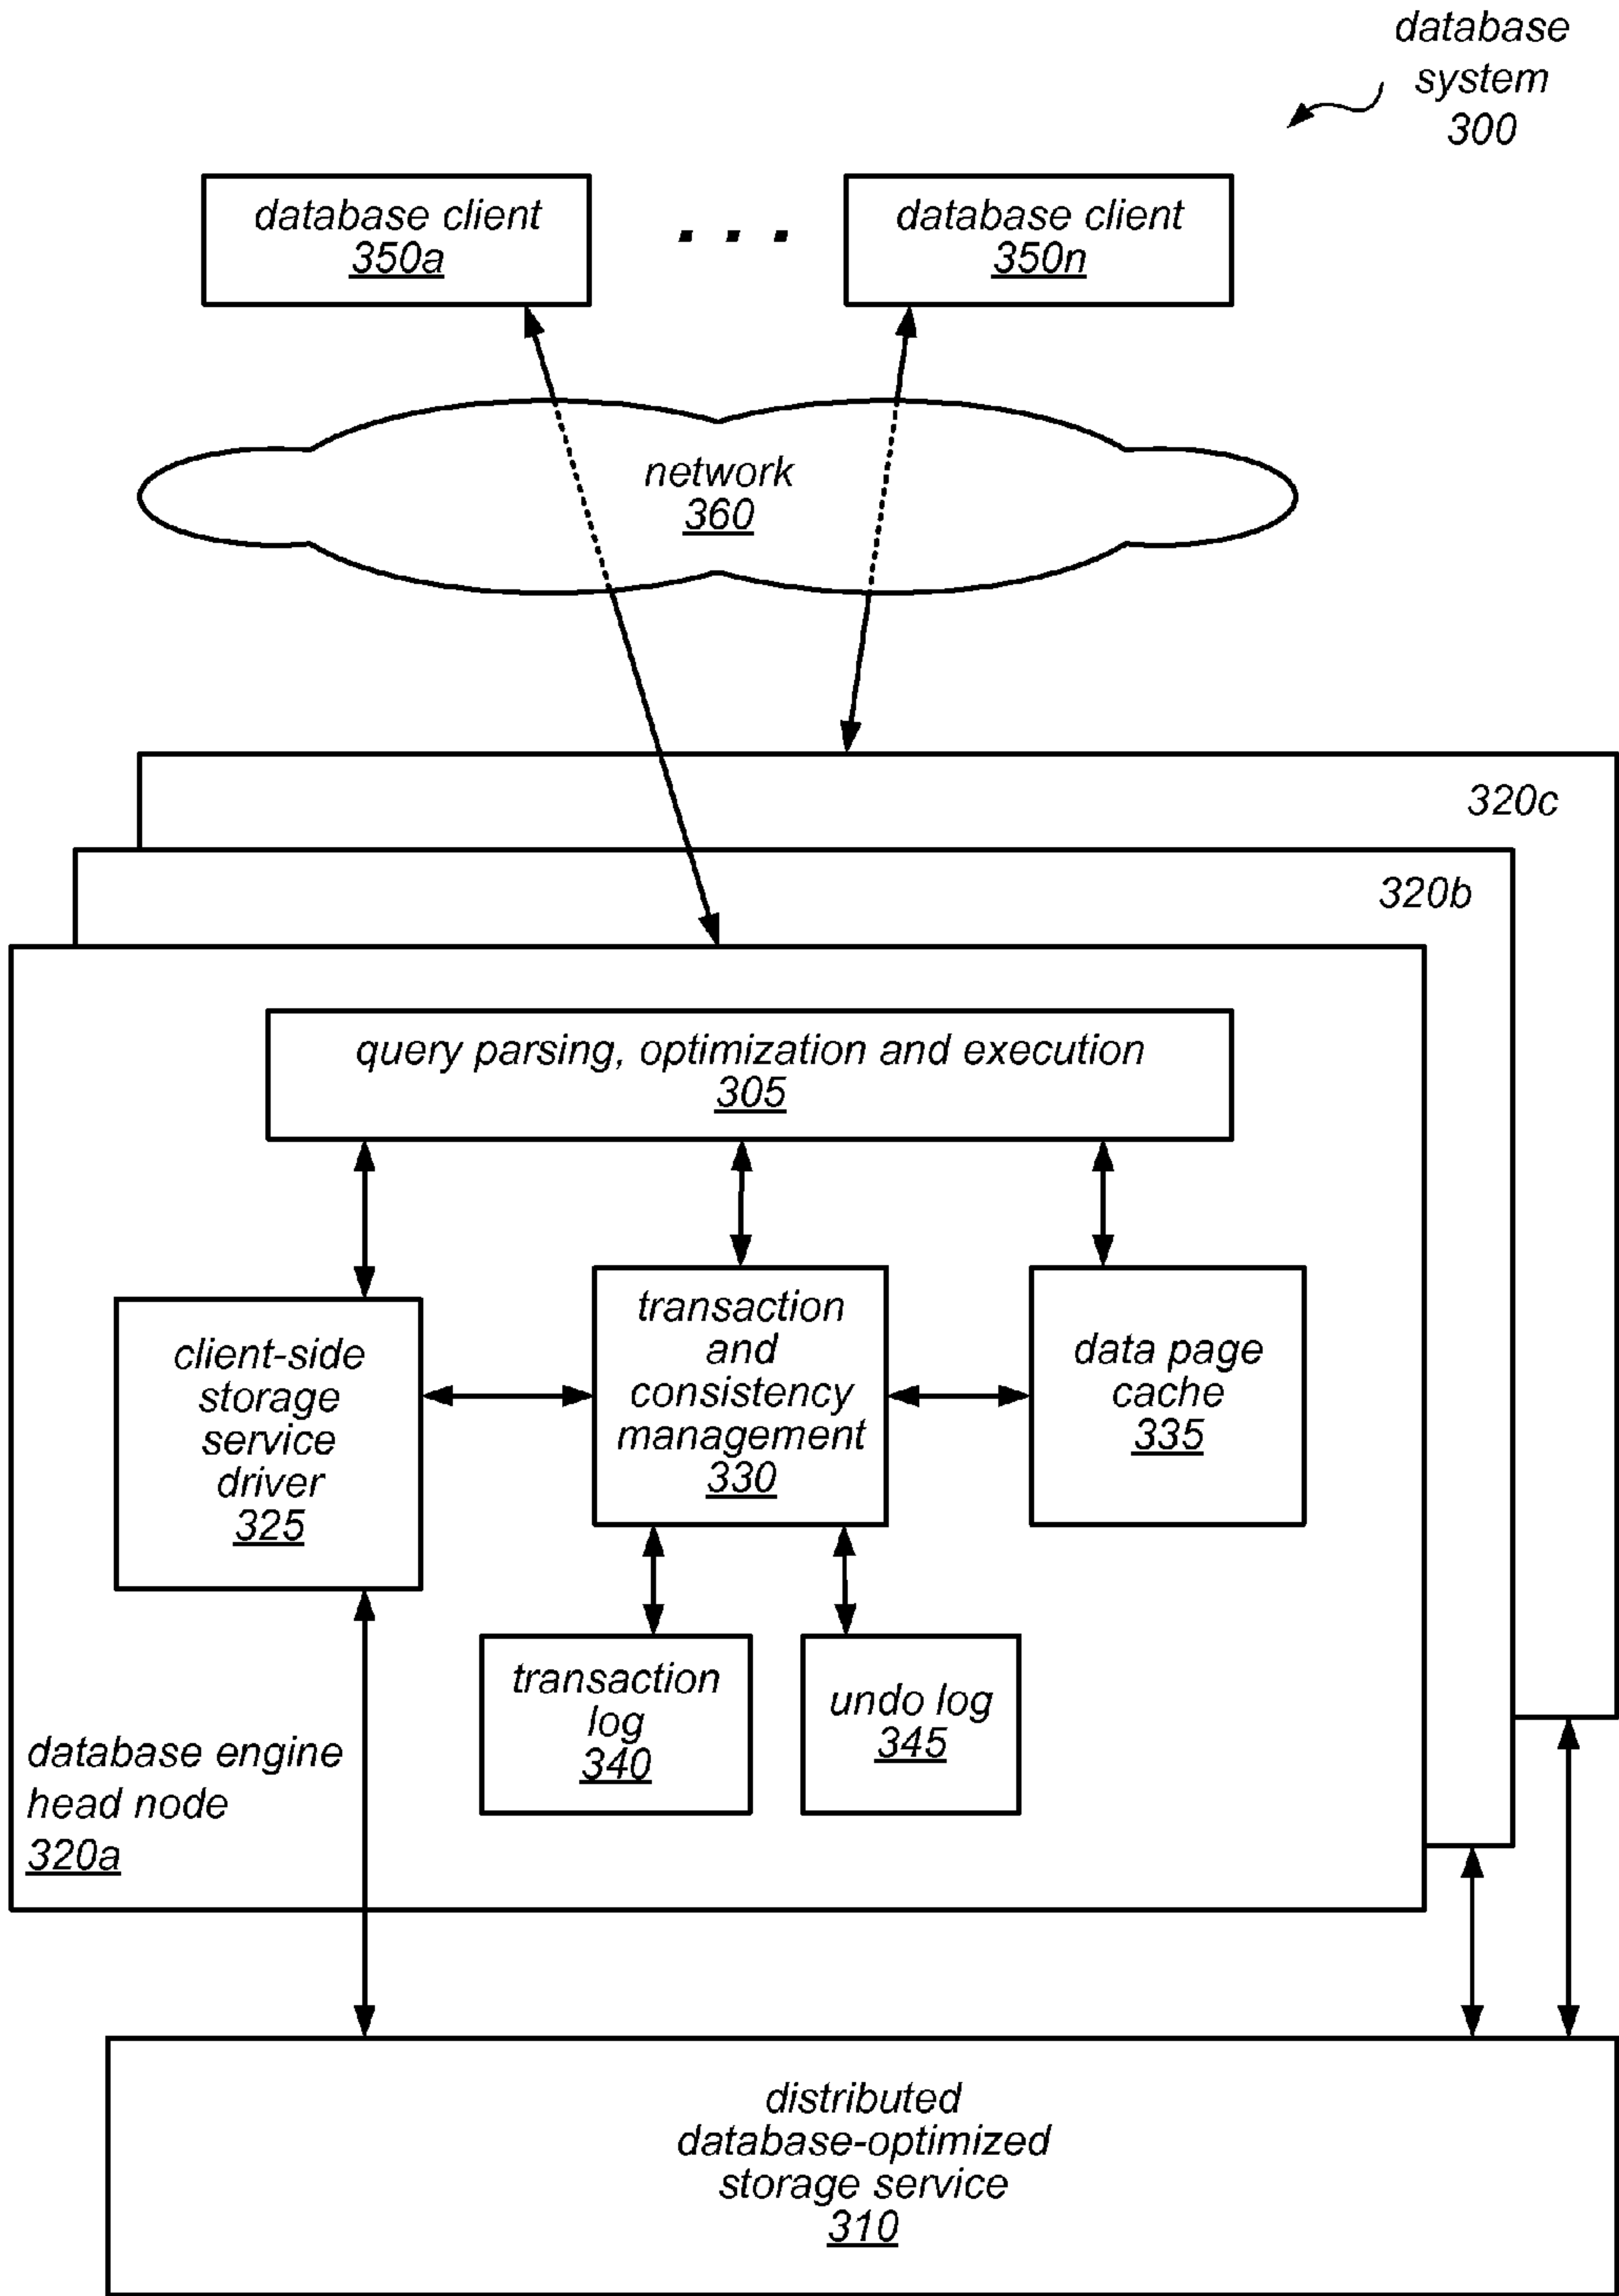 database
system
300
database client
350a
. . .
database client
350n
network
360
320c
320b
query parsing, optimization and execution
305
client-side
storage
service
driver
325
transaction
and
consistency
management
330
data page
cache
335
transaction
log
340
undo log
345
database engine
head node
320a
distributed
database-optimized
storage service
310